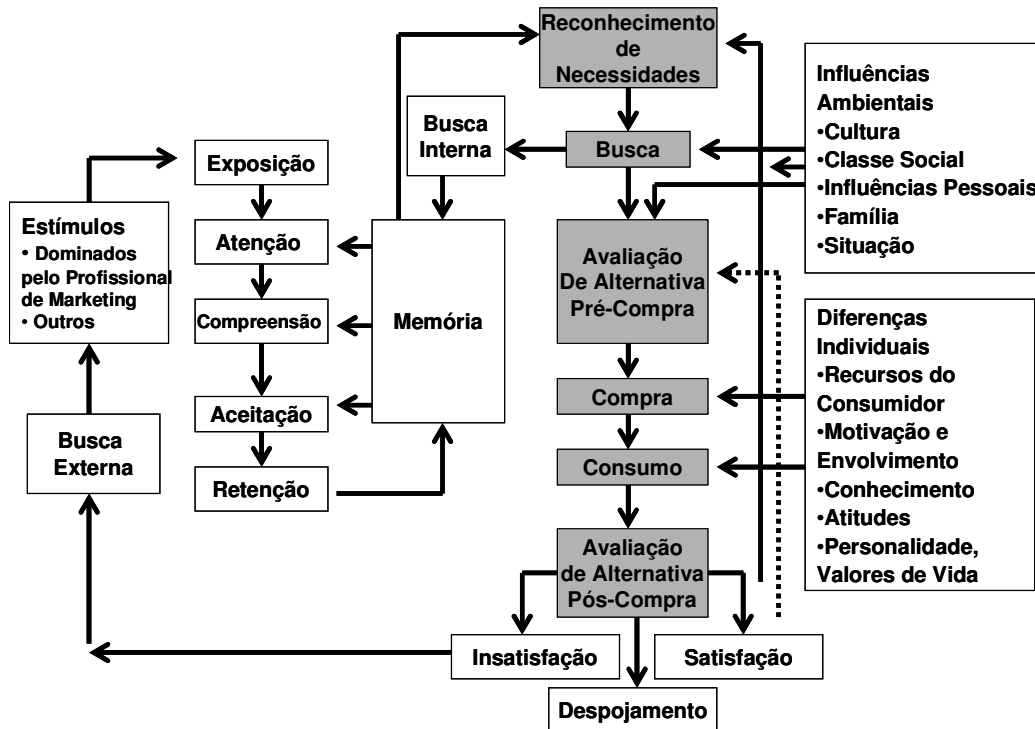 Reconhecimento
de
Necessidades
Influências
Ambientais
•Cultura
•Classe Social
•Influências Pessoais
•Família
•Situação
Busca
Interna
Busca
Exposição
Estímulos
• Dominados
pelo Profissional
de Marketing
• Outros
Atenção
Compreensão
Memória
Aceitação
Retenção
Busca
Externa
Avaliação
De Alternativa
Pré-Compra
Compra
Consumo
Diferenças
Individuais
•Recursos do
Consumidor
•Motivação e
Envolvimento
•Conhecimento
•Atitudes
•Personalidade,
Valores de Vida
Avaliação
de Alternativa
Pós-Compra
Insatisfação
Satisfação
Despojamento